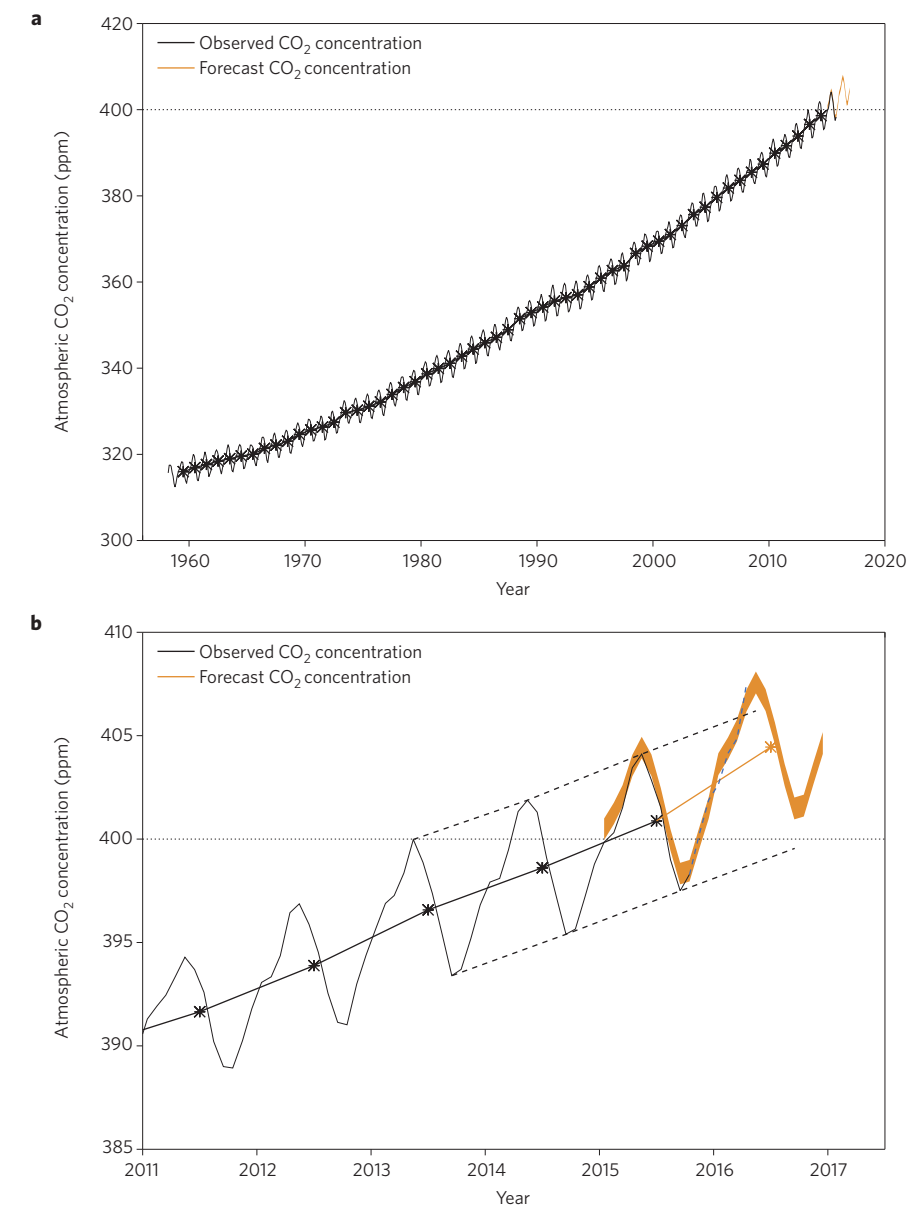 a
420
400
380
360
340
320
300
Atmospheric CO2 concentration (ppm)
Observed CO2 concentration
Forecast CO2 concentration
1960 1970 1980 1990 2000 2010 2020
Year
b
410
405
400
395
390
385
Atmospheric CO2 concentration (ppm)
Observed CO2 concentration
Forecast CO2 concentration
2011 2012 2013 2014 2015 2016 2017
Year